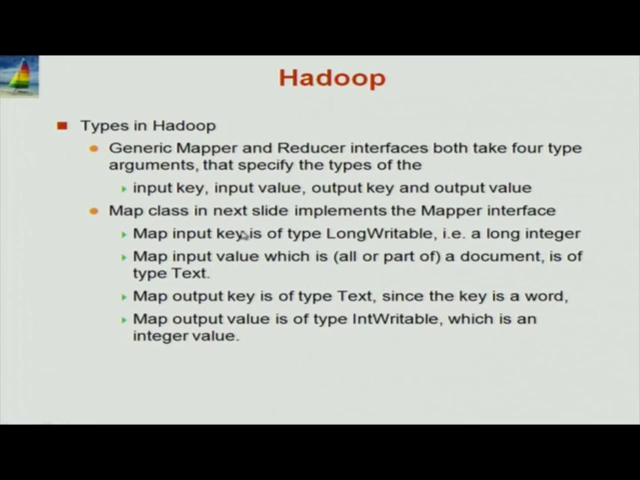 Hadoop
Types in Hadoop
Generic Mapper and Reducer interfaces both take four type
arguments, that specify the types of the
input key, input value, output key and output value
Map class in next slide implements the Mapper interface
Map input key is of type LongWritable, i.e. a long integer
Map input value which is (all or part of) a document, is of
type Text.
Map output key is of type Text, since the key is a word,
Map output value is of type IntWritable, which is an
integer value.